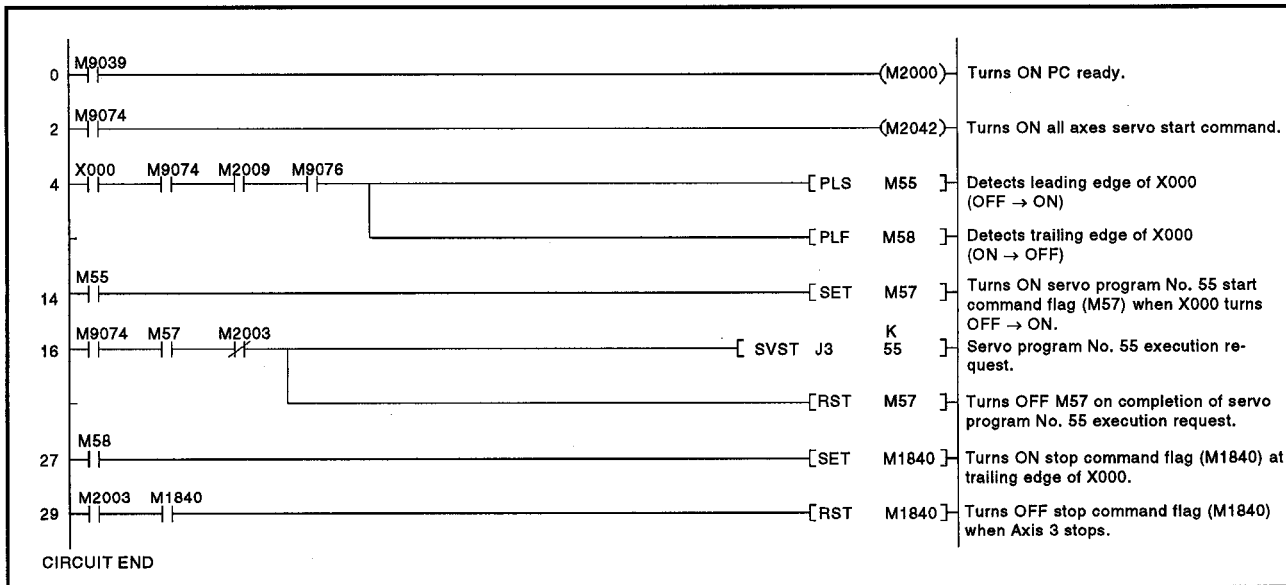 M9039
0 (M2000) Turns ON PC ready.
M9074
2 (M2042) Turns ON all axes servo start command.
X000 M9074 M2009 M9076
4 [ PLS M55 ] Detects leading edge of X000
(OFF → ON)
[ PLF M58 ] Detects trailing edge of X000
(ON → OFF)
M55
14 [ SET M57 ] Turns ON servo program No. 55 start
command flag (M57) when X000 turns
OFF → ON.
M9074 M57 M2003 K
16 [ SVST J3 55 ] Servo program No. 55 execution re-
quest.
[ RST M57 ] Turns OFF M57 on completion of servo
program No. 55 execution request.
M58
27 [ SET M1840 ] Turns ON stop command flag (M1840) at
trailing edge of X000.
M2003 M1840
29 [ RST M1840 ] Turns OFF stop command flag (M1840)
when Axis 3 stops.
CIRCUIT END